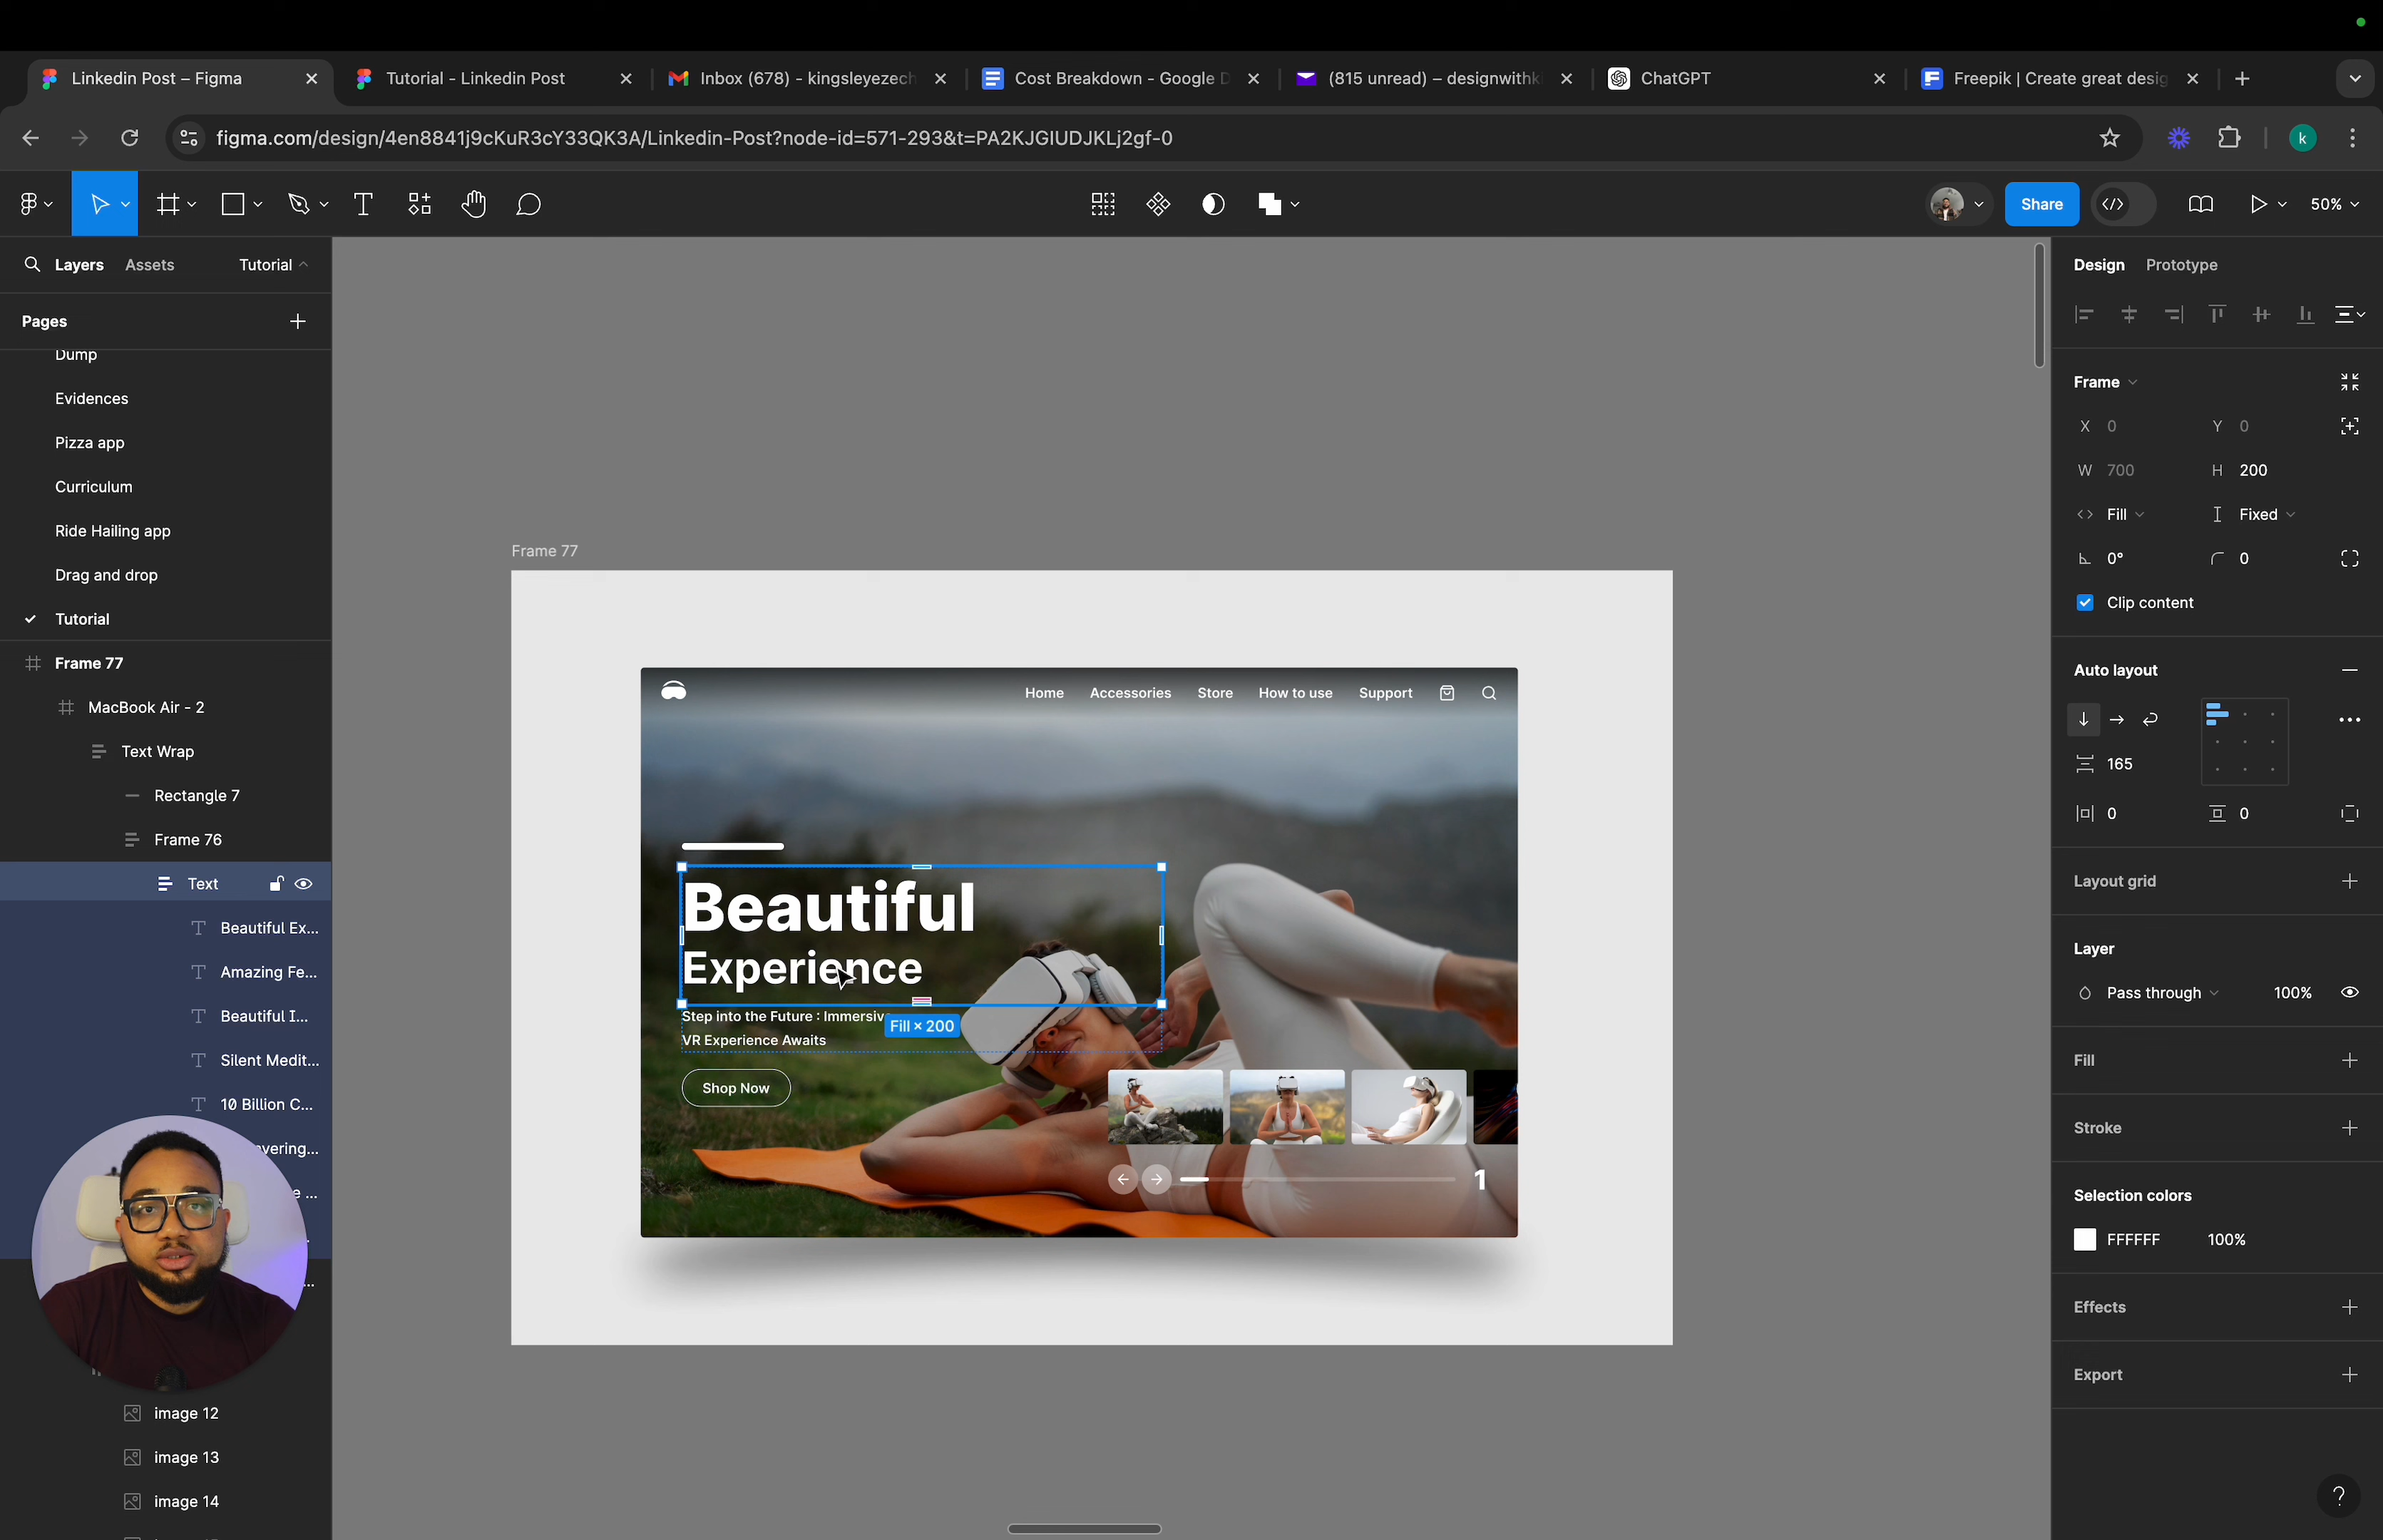 Linkedin Post – Figma
Tutorial - Linkedin Post
Inbox (678) - kingsleyezech
Cost Breakdown - Google D
(815 unread) – designwithki
ChatGPT
Freepik | Create great desig
figma.com/design/4en8841j9cKuR3cY33QK3A/Linkedin-Post?node-id=571-293&t=PA2KJGIUDJKLj2gf-0
k
Share
50%
Layers
Assets
Tutorial
Pages
Dump
Evidences
Pizza app
Curriculum
Ride Hailing app
Drag and drop
Tutorial
Frame 77
MacBook Air - 2
Text Wrap
Rectangle 7
Frame 76
Text
Beautiful Ex...
Amazing Fe...
Beautiful I...
Silent Medit...
10 Billion C...
vering...
e ...
image 12
image 13
image 14
Frame 77
Home
Accessories
Store
How to use
Support
Beautiful
Experience
Step into the Future : Immersive
VR Experience Awaits
Fill × 200
Shop Now
1
Design
Prototype
Frame
X 0
Y 0
W 700
H 200
Fill
Fixed
0°
0
Clip content
Auto layout
165
0
0
Layout grid
Layer
Pass through
100%
Fill
Stroke
Selection colors
FFFFFF
100%
Effects
Export
?